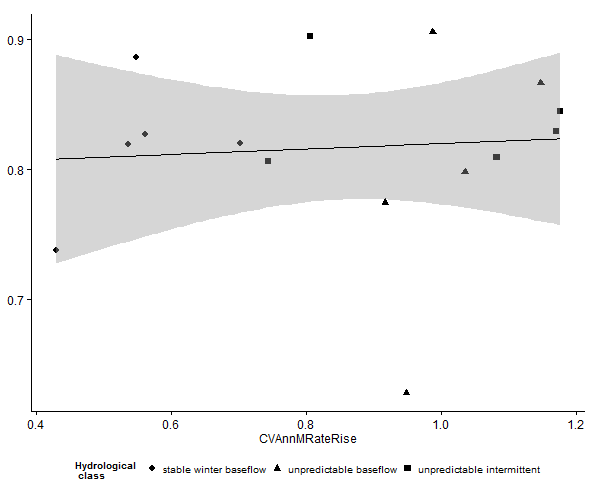 0.9
0.8
0.7
0.4 0.6 0.8 1.0 1.2
CVAnnMRateRise
Hydrological
class
stable winter baseflow unpredictable baseflow unpredictable intermittent